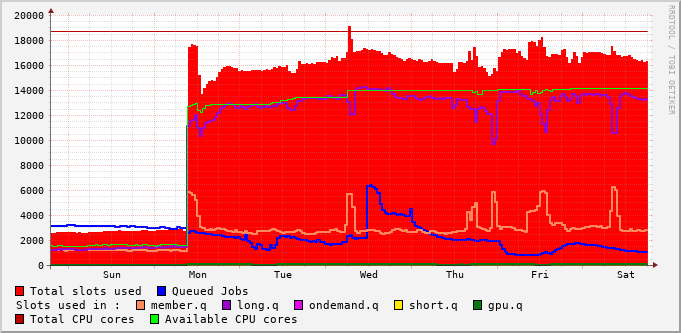 20000
18000
16000
14000
12000
10000
8000
6000
4000
2000
0
Sun Mon Tue Wed Thu Fri Sat
RRDTOOL / TOBI OETIKER
Total slots used Queued Jobs
Slots used in : member.q long.q ondemand.q short.q gpu.q
Total CPU cores Available CPU cores